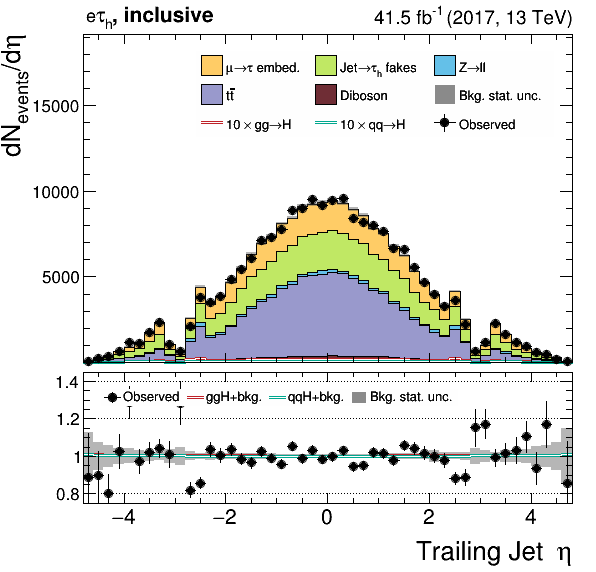 eτh, inclusive
41.5 fb-1 (2017, 13 TeV)
dNevents/dη
μ→τ embed.
Jet→τh fakes
Z→ll
tt̄
Diboson
Bkg. stat. unc.
10 × gg→H
10 × qq→H
Observed
15000
10000
5000
1.4
1.2
1
0.8
Observed
ggH+bkg.
qqH+bkg.
Bkg. stat. unc.
−4
−2
0
2
4
Trailing Jet η